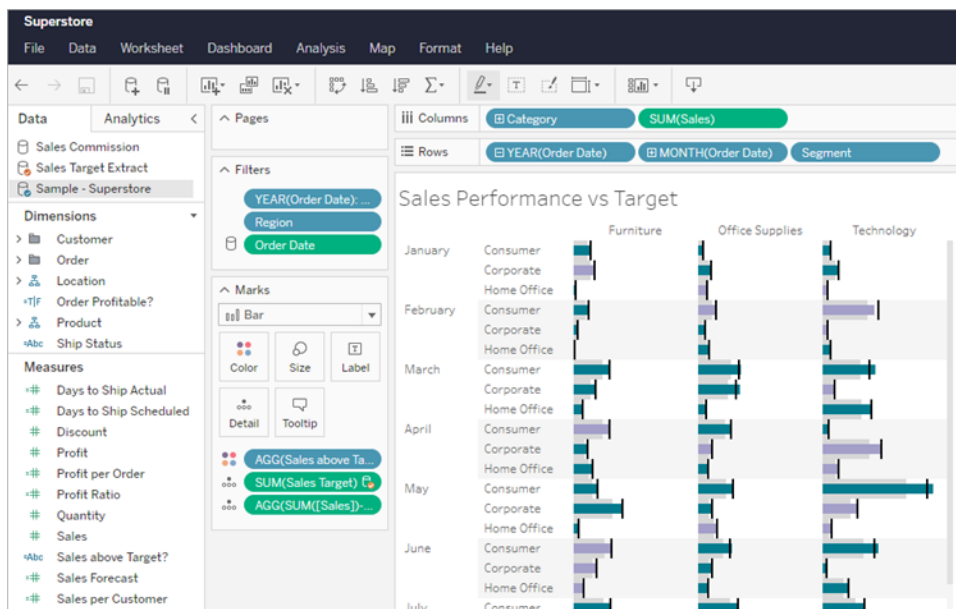 Superstore
File Data Worksheet Dashboard Analysis Map Format Help
Data Analytics
Sales Commission
Sales Target Extract
Sample - Superstore
Dimensions
Customer
Order
Location
=T|F Order Profitable?
Product
=Abc Ship Status
Measures
=# Days to Ship Actual
=# Days to Ship Scheduled
# Discount
# Profit
=# Profit per Order
=# Profit Ratio
# Quantity
# Sales
=Abc Sales above Target?
=# Sales Forecast
=# Sales per Customer
Pages
Filters
YEAR(Order Date): ...
Region
Order Date
Marks
Bar
Color Size Label
Detail Tooltip
AGG(Sales above Ta...
SUM(Sales Target)
AGG(SUM([Sales])-...
Columns Category SUM(Sales)
Rows YEAR(Order Date) MONTH(Order Date) Segment
Sales Performance vs Target
Furniture Office Supplies Technology
January Consumer
Corporate
Home Office
February Consumer
Corporate
Home Office
March Consumer
Corporate
Home Office
April Consumer
Corporate
Home Office
May Consumer
Corporate
Home Office
June Consumer
Corporate
Home Office
July Consumer